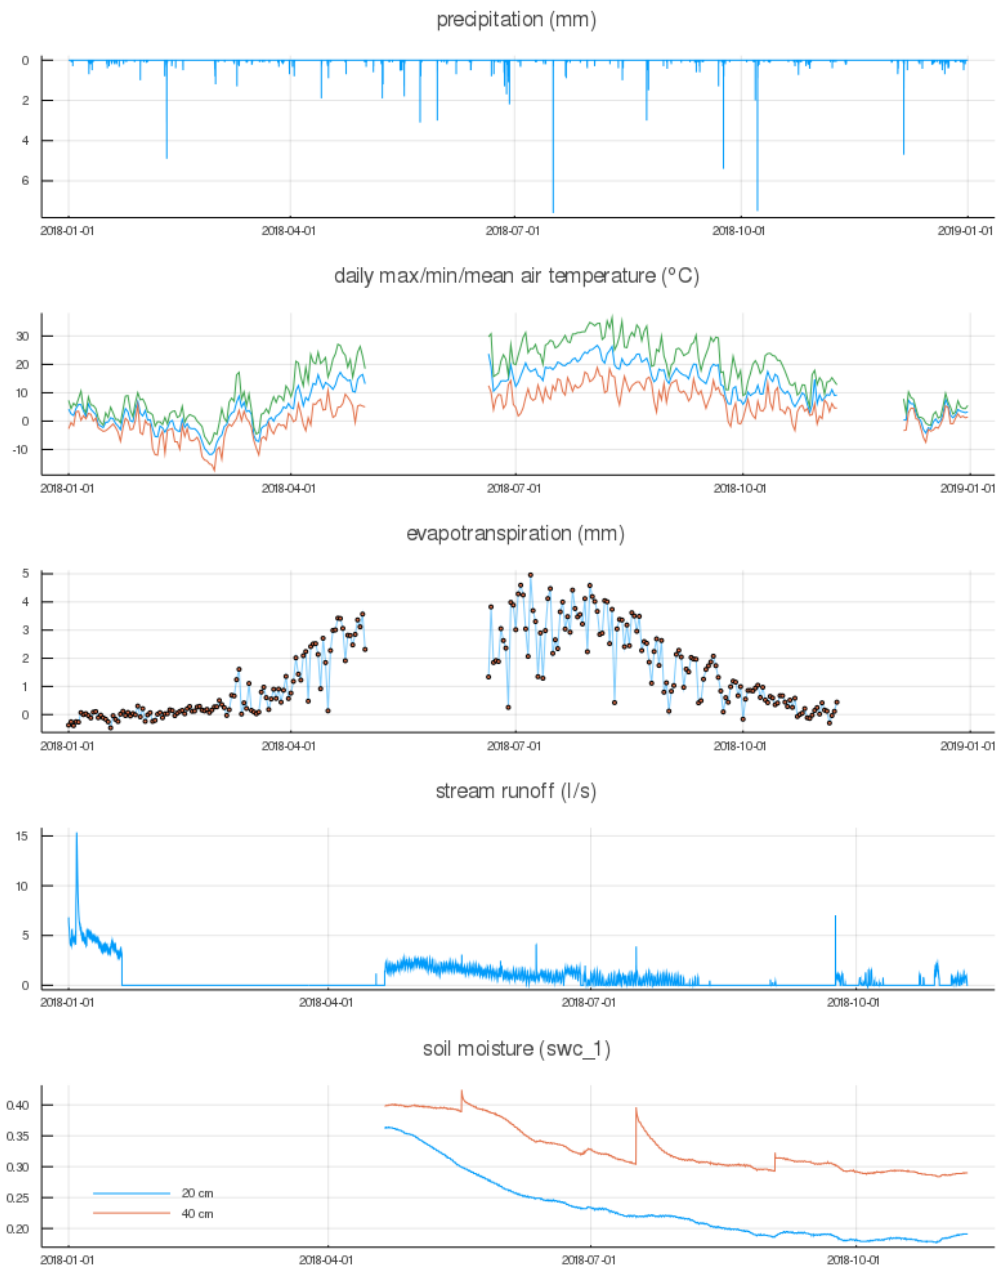 precipitation (mm)
0
2
4
6
2018-01-01 2018-04-01 2018-07-01 2018-10-01 2019-01-01
daily max/min/mean air temperature (°C)
30
20
10
0
-10
2018-01-01 2018-04-01 2018-07-01 2018-10-01 2019-01-01
evapotranspiration (mm)
5
4
3
2
1
0
2018-01-01 2018-04-01 2018-07-01 2018-10-01 2019-01-01
stream runoff (l/s)
15
10
5
0
2018-01-01 2018-04-01 2018-07-01 2018-10-01
soil moisture (swc_1)
0.40
0.35
0.30
0.25
0.20
20 cm
40 cm
2018-01-01 2018-04-01 2018-07-01 2018-10-01